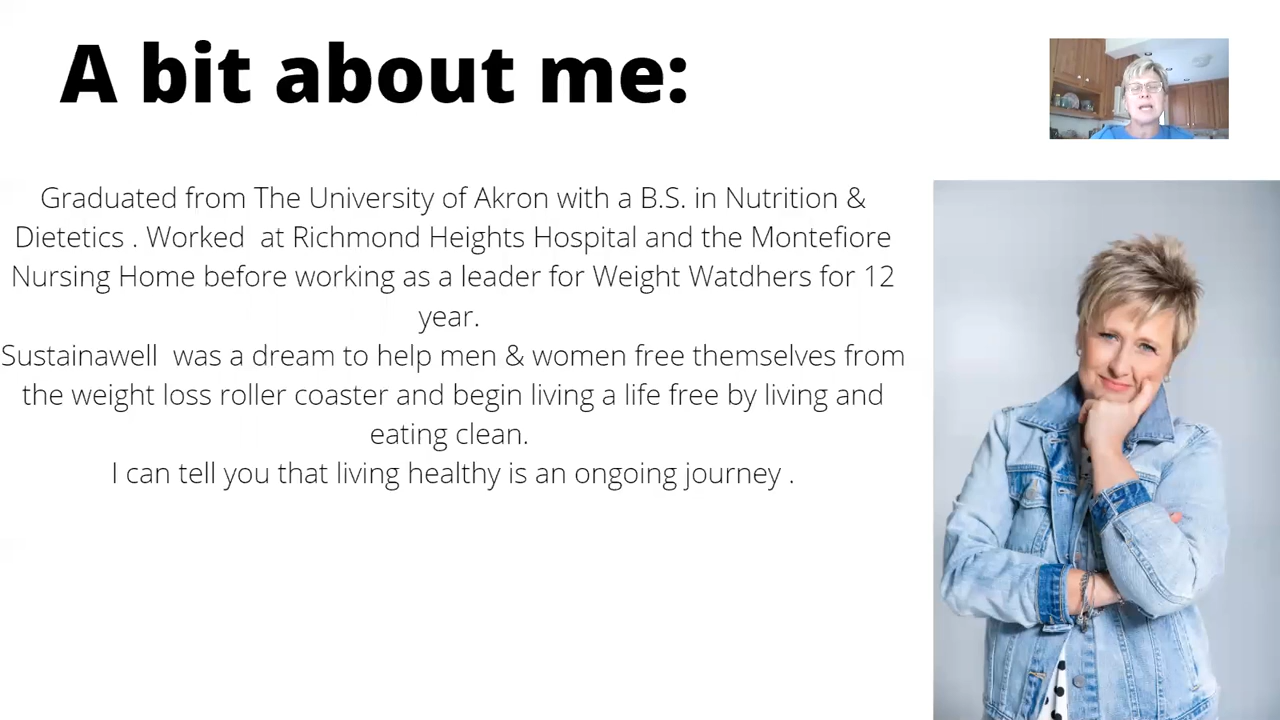 A bit about me:
Graduated from The University of Akron with a B.S. in Nutrition &
Dietetics . Worked  at Richmond Heights Hospital and the Montefiore
Nursing Home before working as a leader for Weight Watdhers for 12
year.
Sustainawell  was a dream to help men & women free themselves from
the weight loss roller coaster and begin living a life free by living and
eating clean.
I can tell you that living healthy is an ongoing journey .